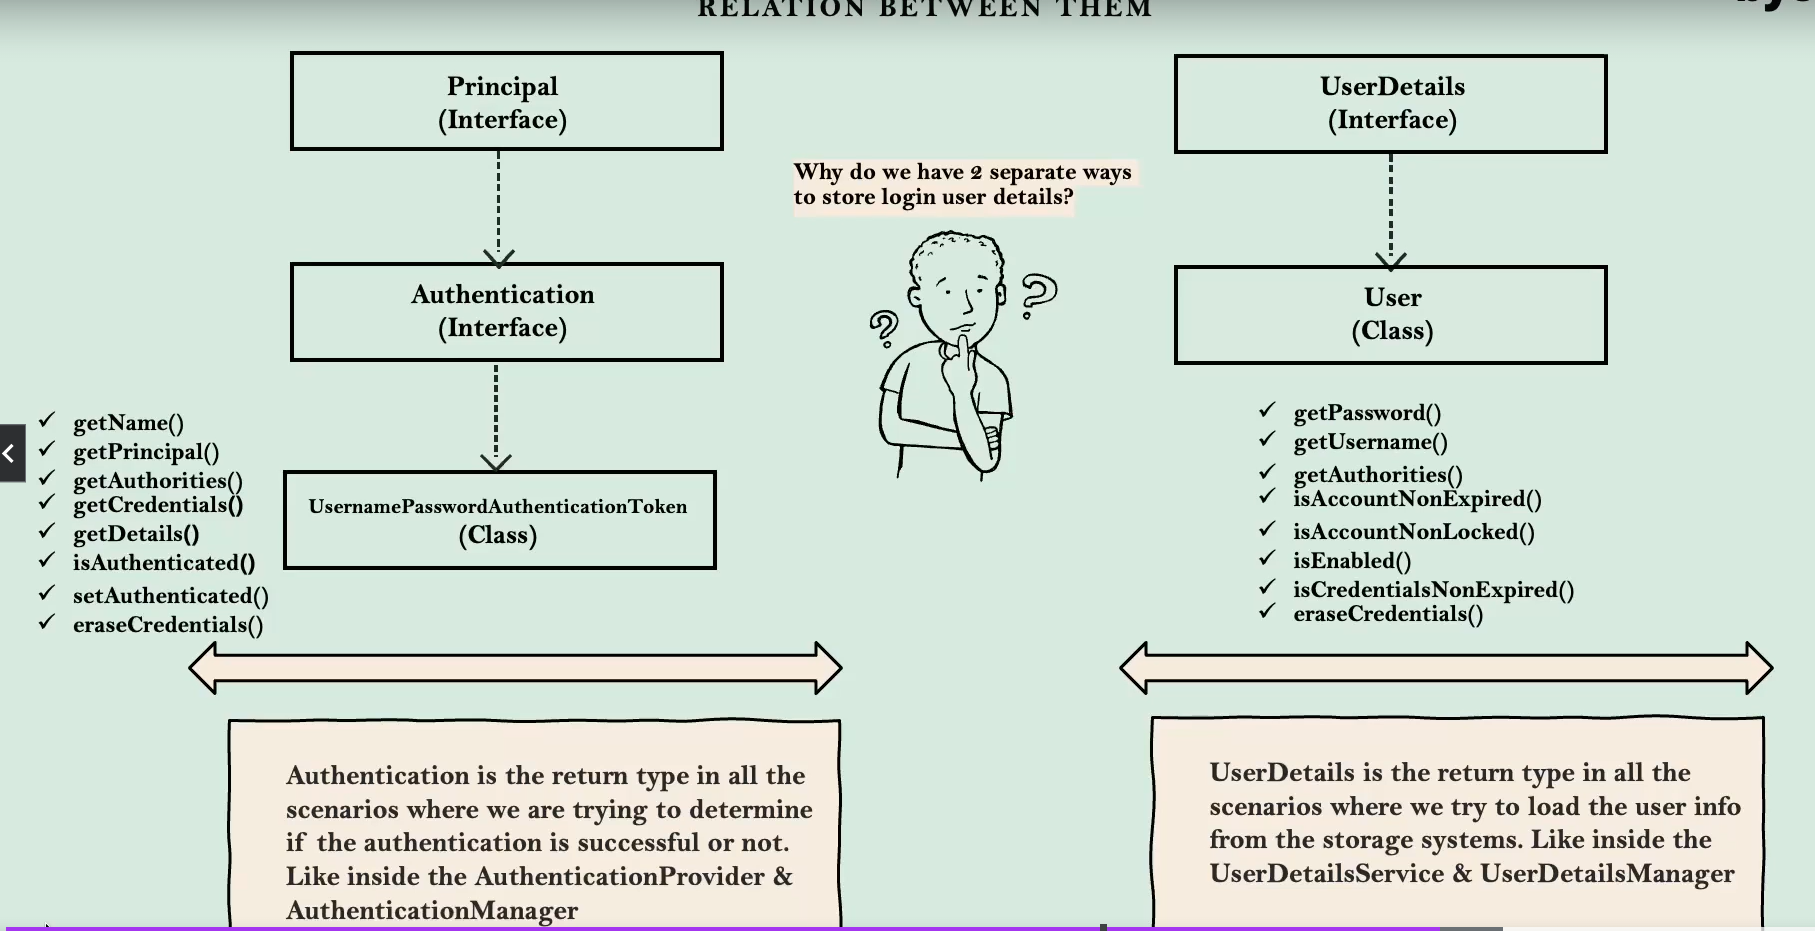 RELATION BETWEEN THEM
Principal
(Interface)
Authentication
(Interface)
UsernamePasswordAuthenticationToken
(Class)
✓ getName()
✓ getPrincipal()
✓ getAuthorities()
✓ getCredentials()
✓ getDetails()
✓ isAuthenticated()
✓ setAuthenticated()
✓ eraseCredentials()
Why do we have 2 separate ways
to store login user details?
?
?
UserDetails
(Interface)
User
(Class)
✓ getPassword()
✓ getUsername()
✓ getAuthorities()
✓ isAccountNonExpired()
✓ isAccountNonLocked()
✓ isEnabled()
✓ isCredentialsNonExpired()
✓ eraseCredentials()
Authentication is the return type in all the
scenarios where we are trying to determine
if the authentication is successful or not.
Like inside the AuthenticationProvider &
AuthenticationManager
UserDetails is the return type in all the
scenarios where we try to load the user info
from the storage systems. Like inside the
UserDetailsService & UserDetailsManager